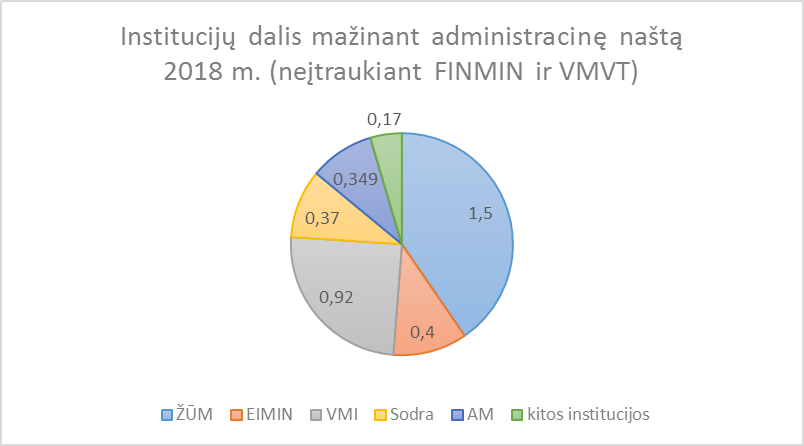 Institucijų dalis mažinant administracinę naštą
2018 m. (neįtraukiant FINMIN ir VMVT)
0,17
0,349
1,5
0,37
0,92
0,4
ŽŪM EIMIN VMI Sodra AM kitos institucijos